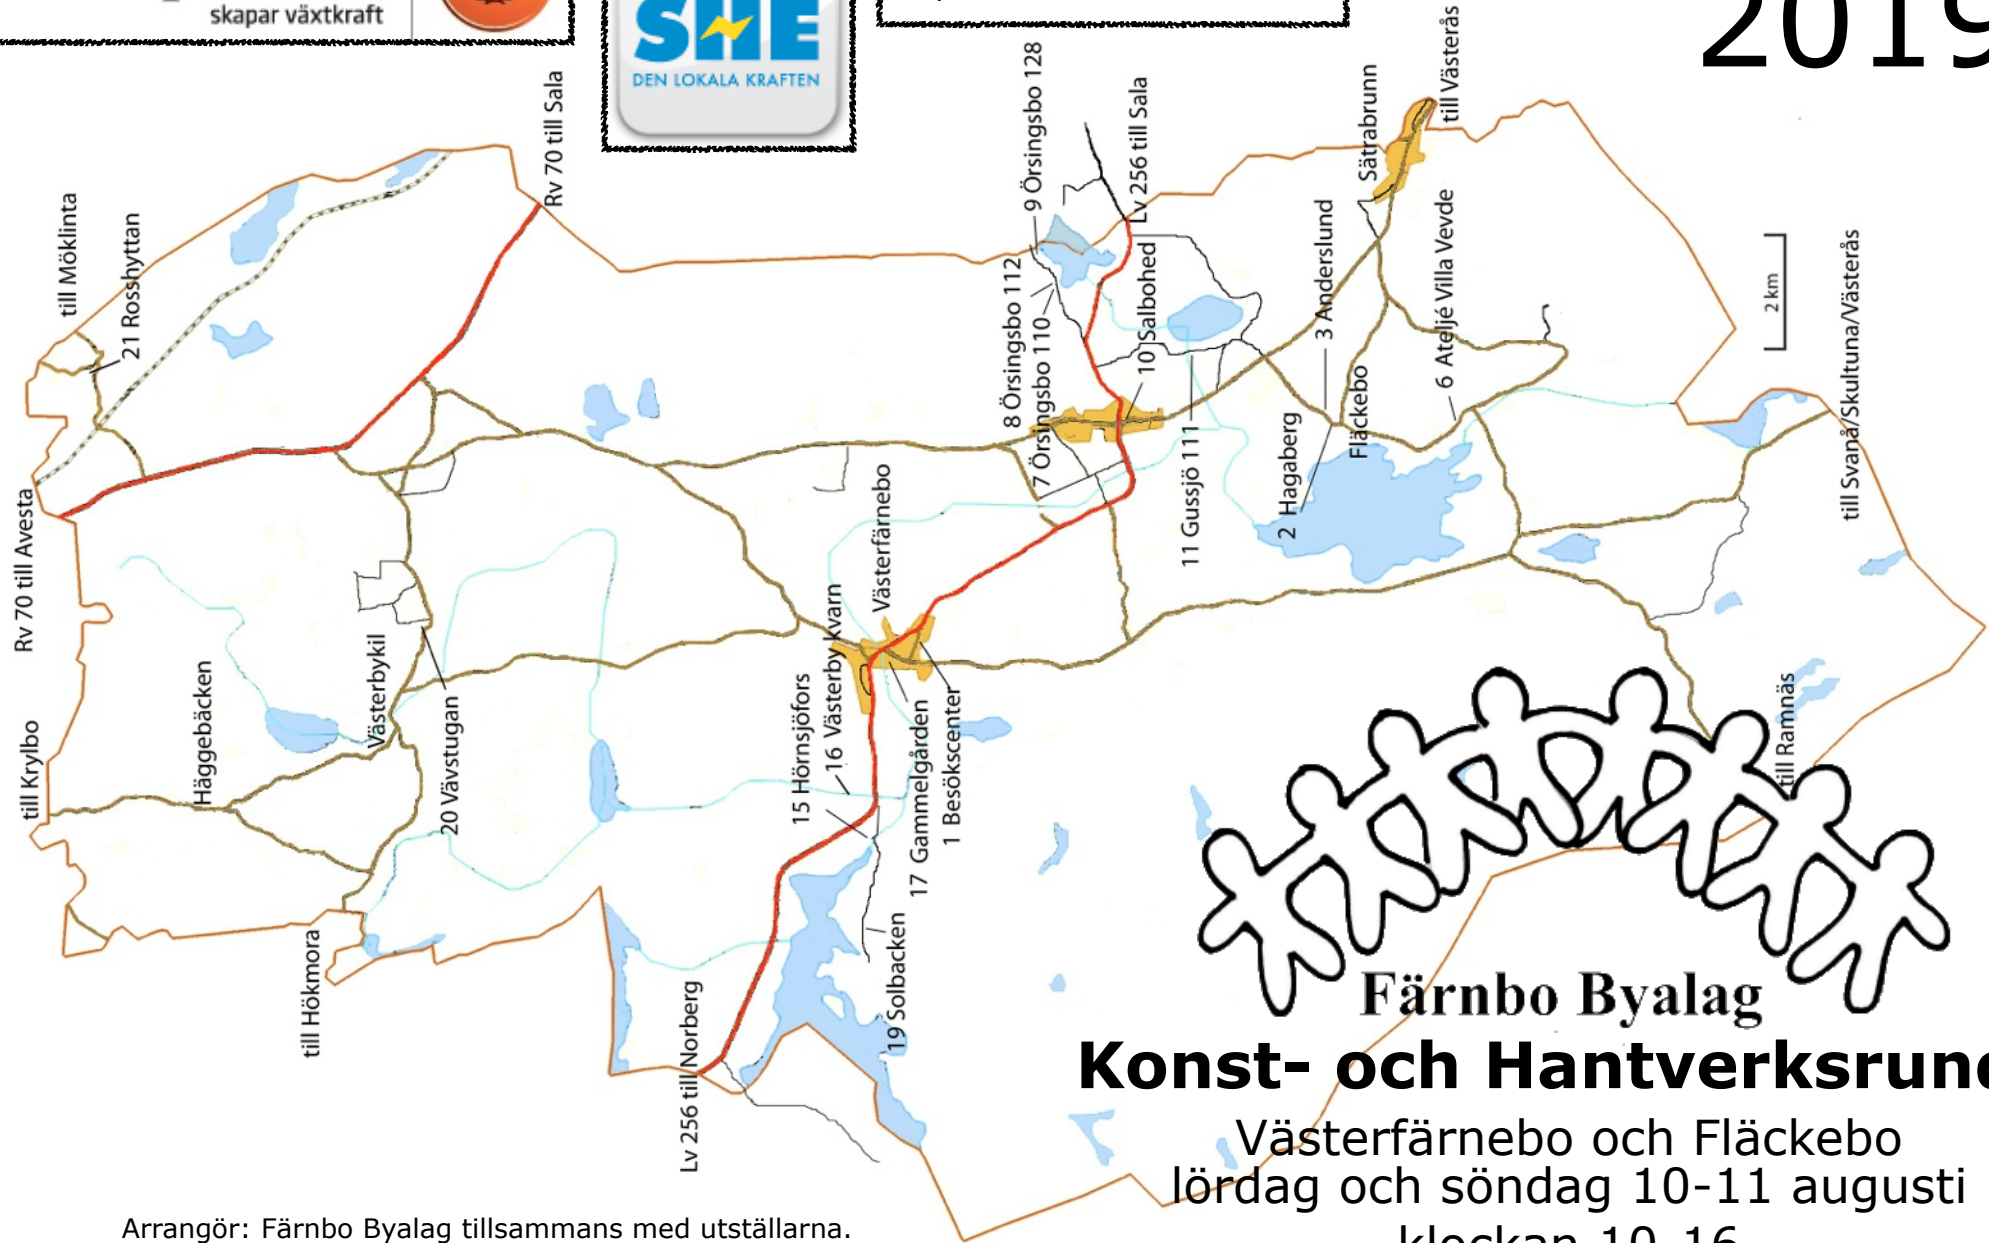 skapar växtkraft
SHE
DEN LOKALA KRAFTEN
2019
till Möklinta
21 Rosshyttan
Rv 70 till Sala
9 Örsingsbo 128
Lv 256 till Sala
Sätrabrunn
till Västerås
8 Örsingsbo 112
7 Örsingsbo 110
10 Salbohed
3 Anderslund
6 Ateljé Villa Vevde
2 km
till Svanå/Skultuna/Västerås
Rv 70 till Avesta
Västerfärnebo
11 Gussjö 111
2 Hagaberg
Fläckebo
till Krylbo
Häggebäcken
Västerbykil
20 Vävstugan
15 Hörnsjöfors
16 Västerby kvarn
17 Gammelgården
1 Besökscenter
till Ramnäs
till Hökmora
Lv 256 till Norberg
19 Solbacken
Färnbo Byalag
Konst- och Hantverksrund
Västerfärnebo och Fläckebo
lördag och söndag 10-11 augusti
klockan 10-16
Arrangör: Färnbo Byalag tillsammans med utställarna.